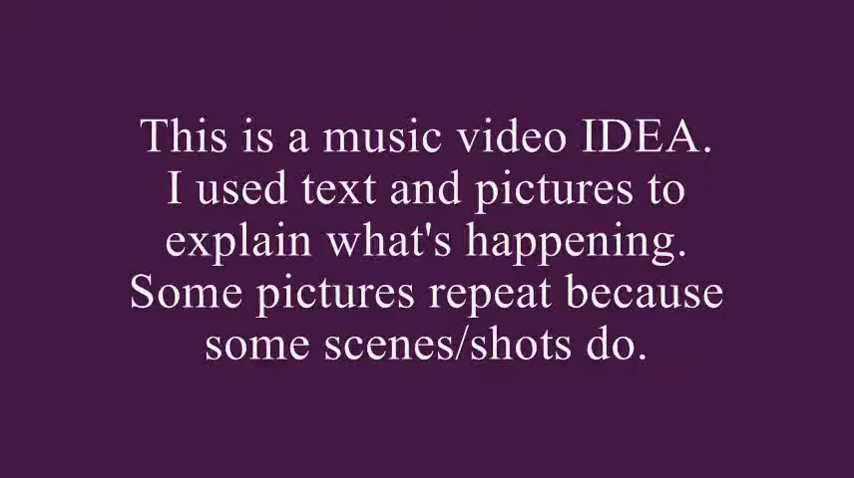 This is a music video IDEA.
I used text and pictures to
explain what's happening.
Some pictures repeat because
some scenes/shots do.